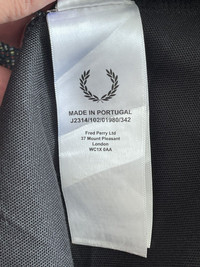 MADE IN PORTUGAL
J2314/102/01980/342
Fred Perry Ltd
37 Mount Pleasant
London
WC1X 0AA